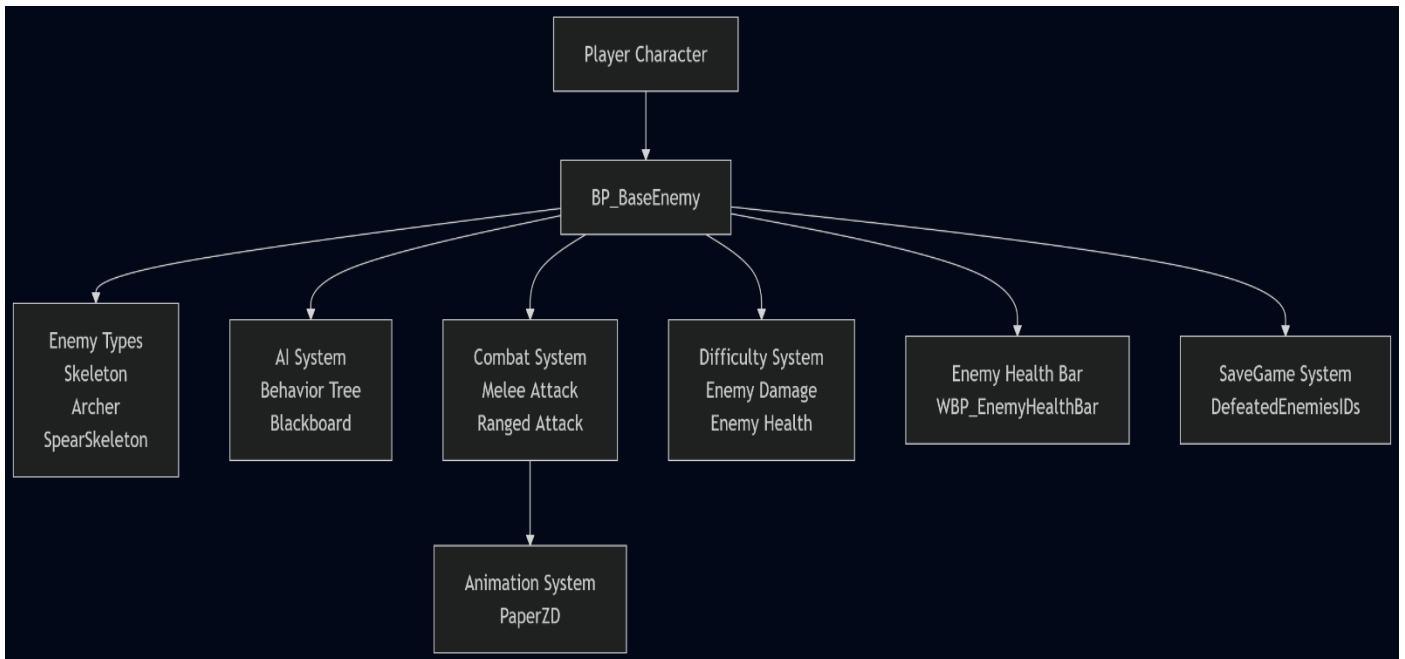 Player Character
BP_BaseEnemy
Enemy Types
Skeleton
Archer
SpearSkeleton
AI System
Behavior Tree
Blackboard
Combat System
Melee Attack
Ranged Attack
Difficulty System
Enemy Damage
Enemy Health
Enemy Health Bar
WBP_EnemyHealthBar
SaveGame System
DefeatedEnemiesIDs
Animation System
PaperZD